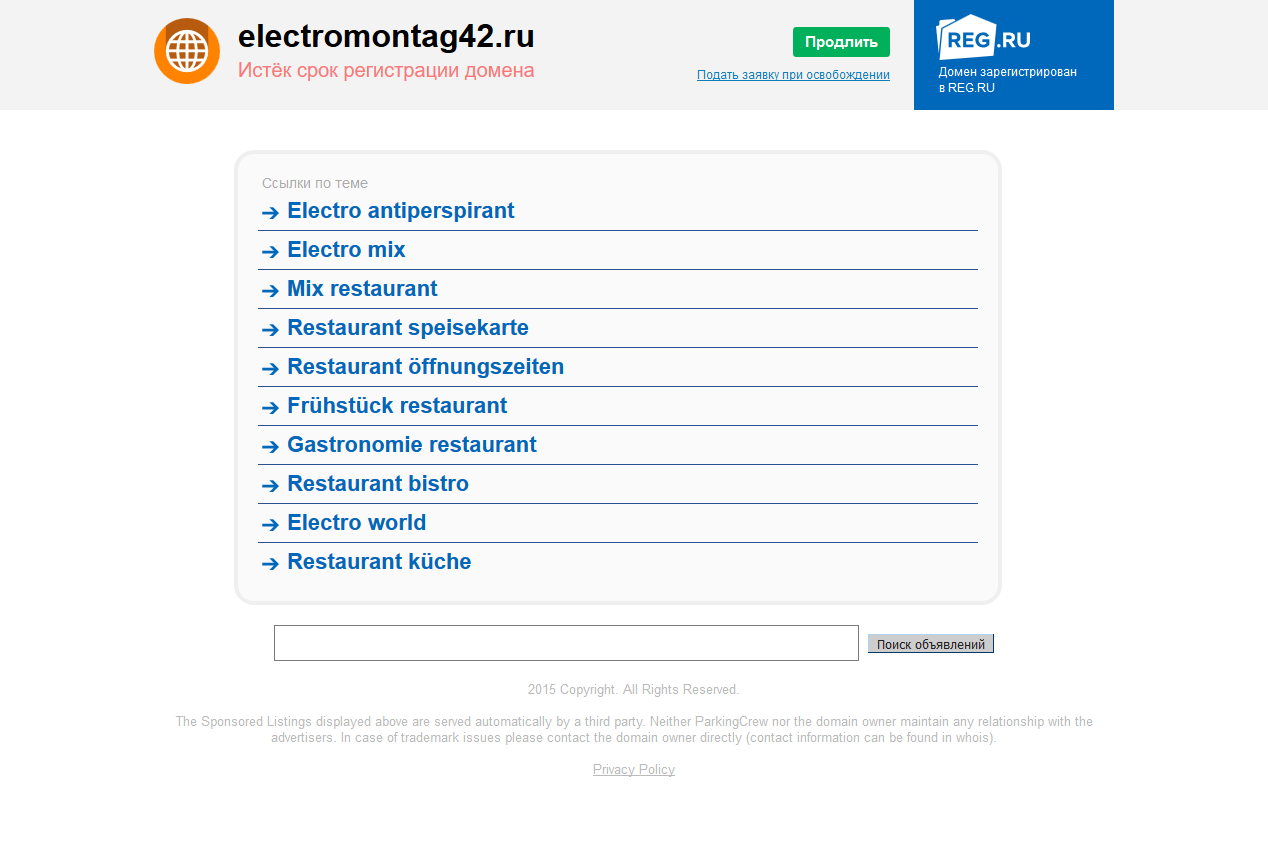 electromontag42.ru
Истёк срок регистрации домена
Продлить
Подать заявку при освобождении
REG.RU
Домен зарегистрирован
в REG.RU
Ссылки по теме
Electro antiperspirant
Electro mix
Mix restaurant
Restaurant speisekarte
Restaurant öffnungszeiten
Frühstück restaurant
Gastronomie restaurant
Restaurant bistro
Electro world
Restaurant küche
Поиск объявлений
2015 Copyright. All Rights Reserved.
The Sponsored Listings displayed above are served automatically by a third party. Neither ParkingCrew nor the domain owner maintain any relationship with the
advertisers. In case of trademark issues please contact the domain owner directly (contact information can be found in whois).
Privacy Policy